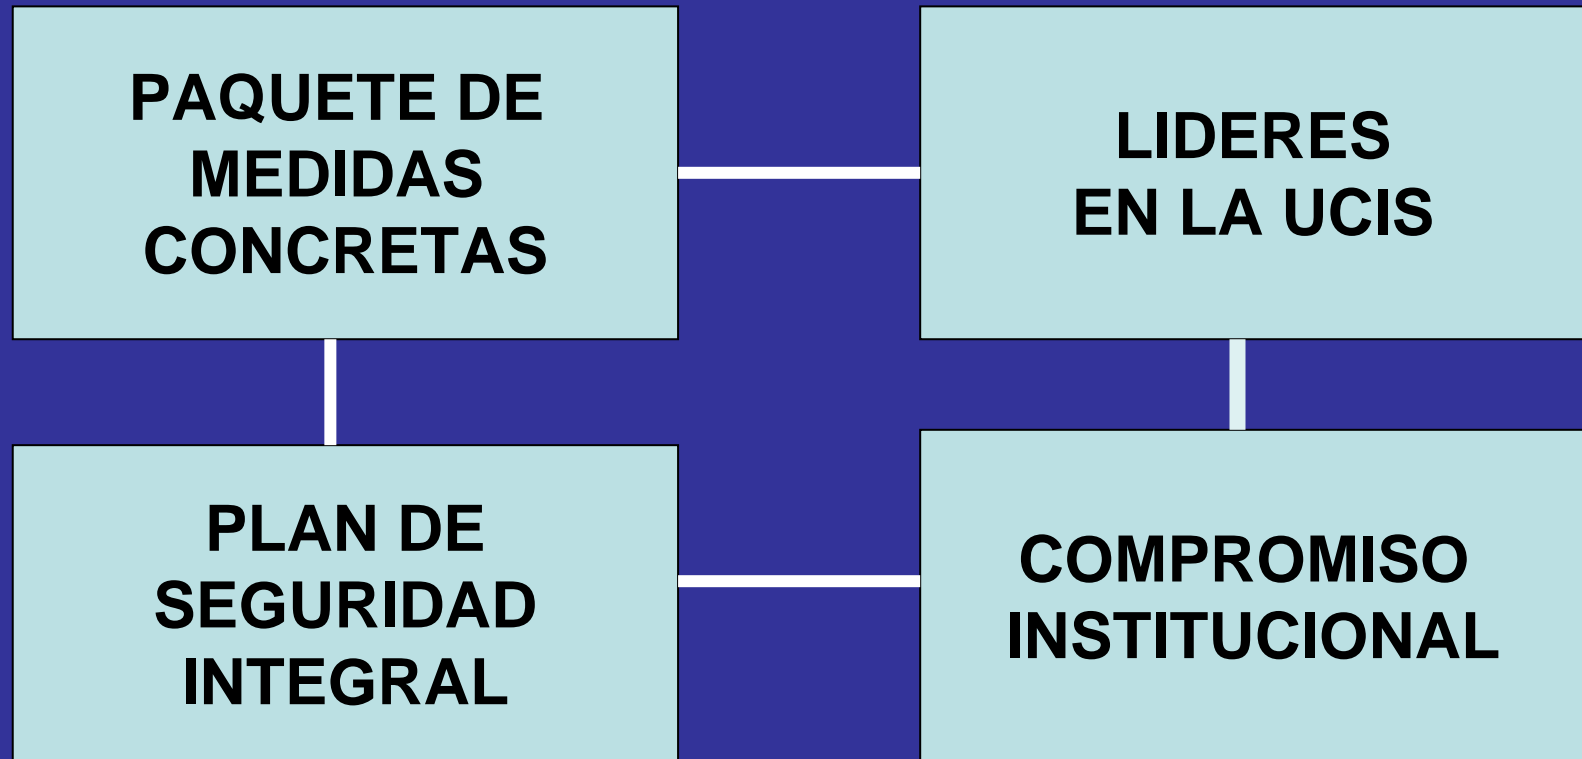 PAQUETE DE
MEDIDAS
CONCRETAS
LIDERES
EN LA UCIS
PLAN DE
SEGURIDAD
INTEGRAL
COMPROMISO
INSTITUCIONAL